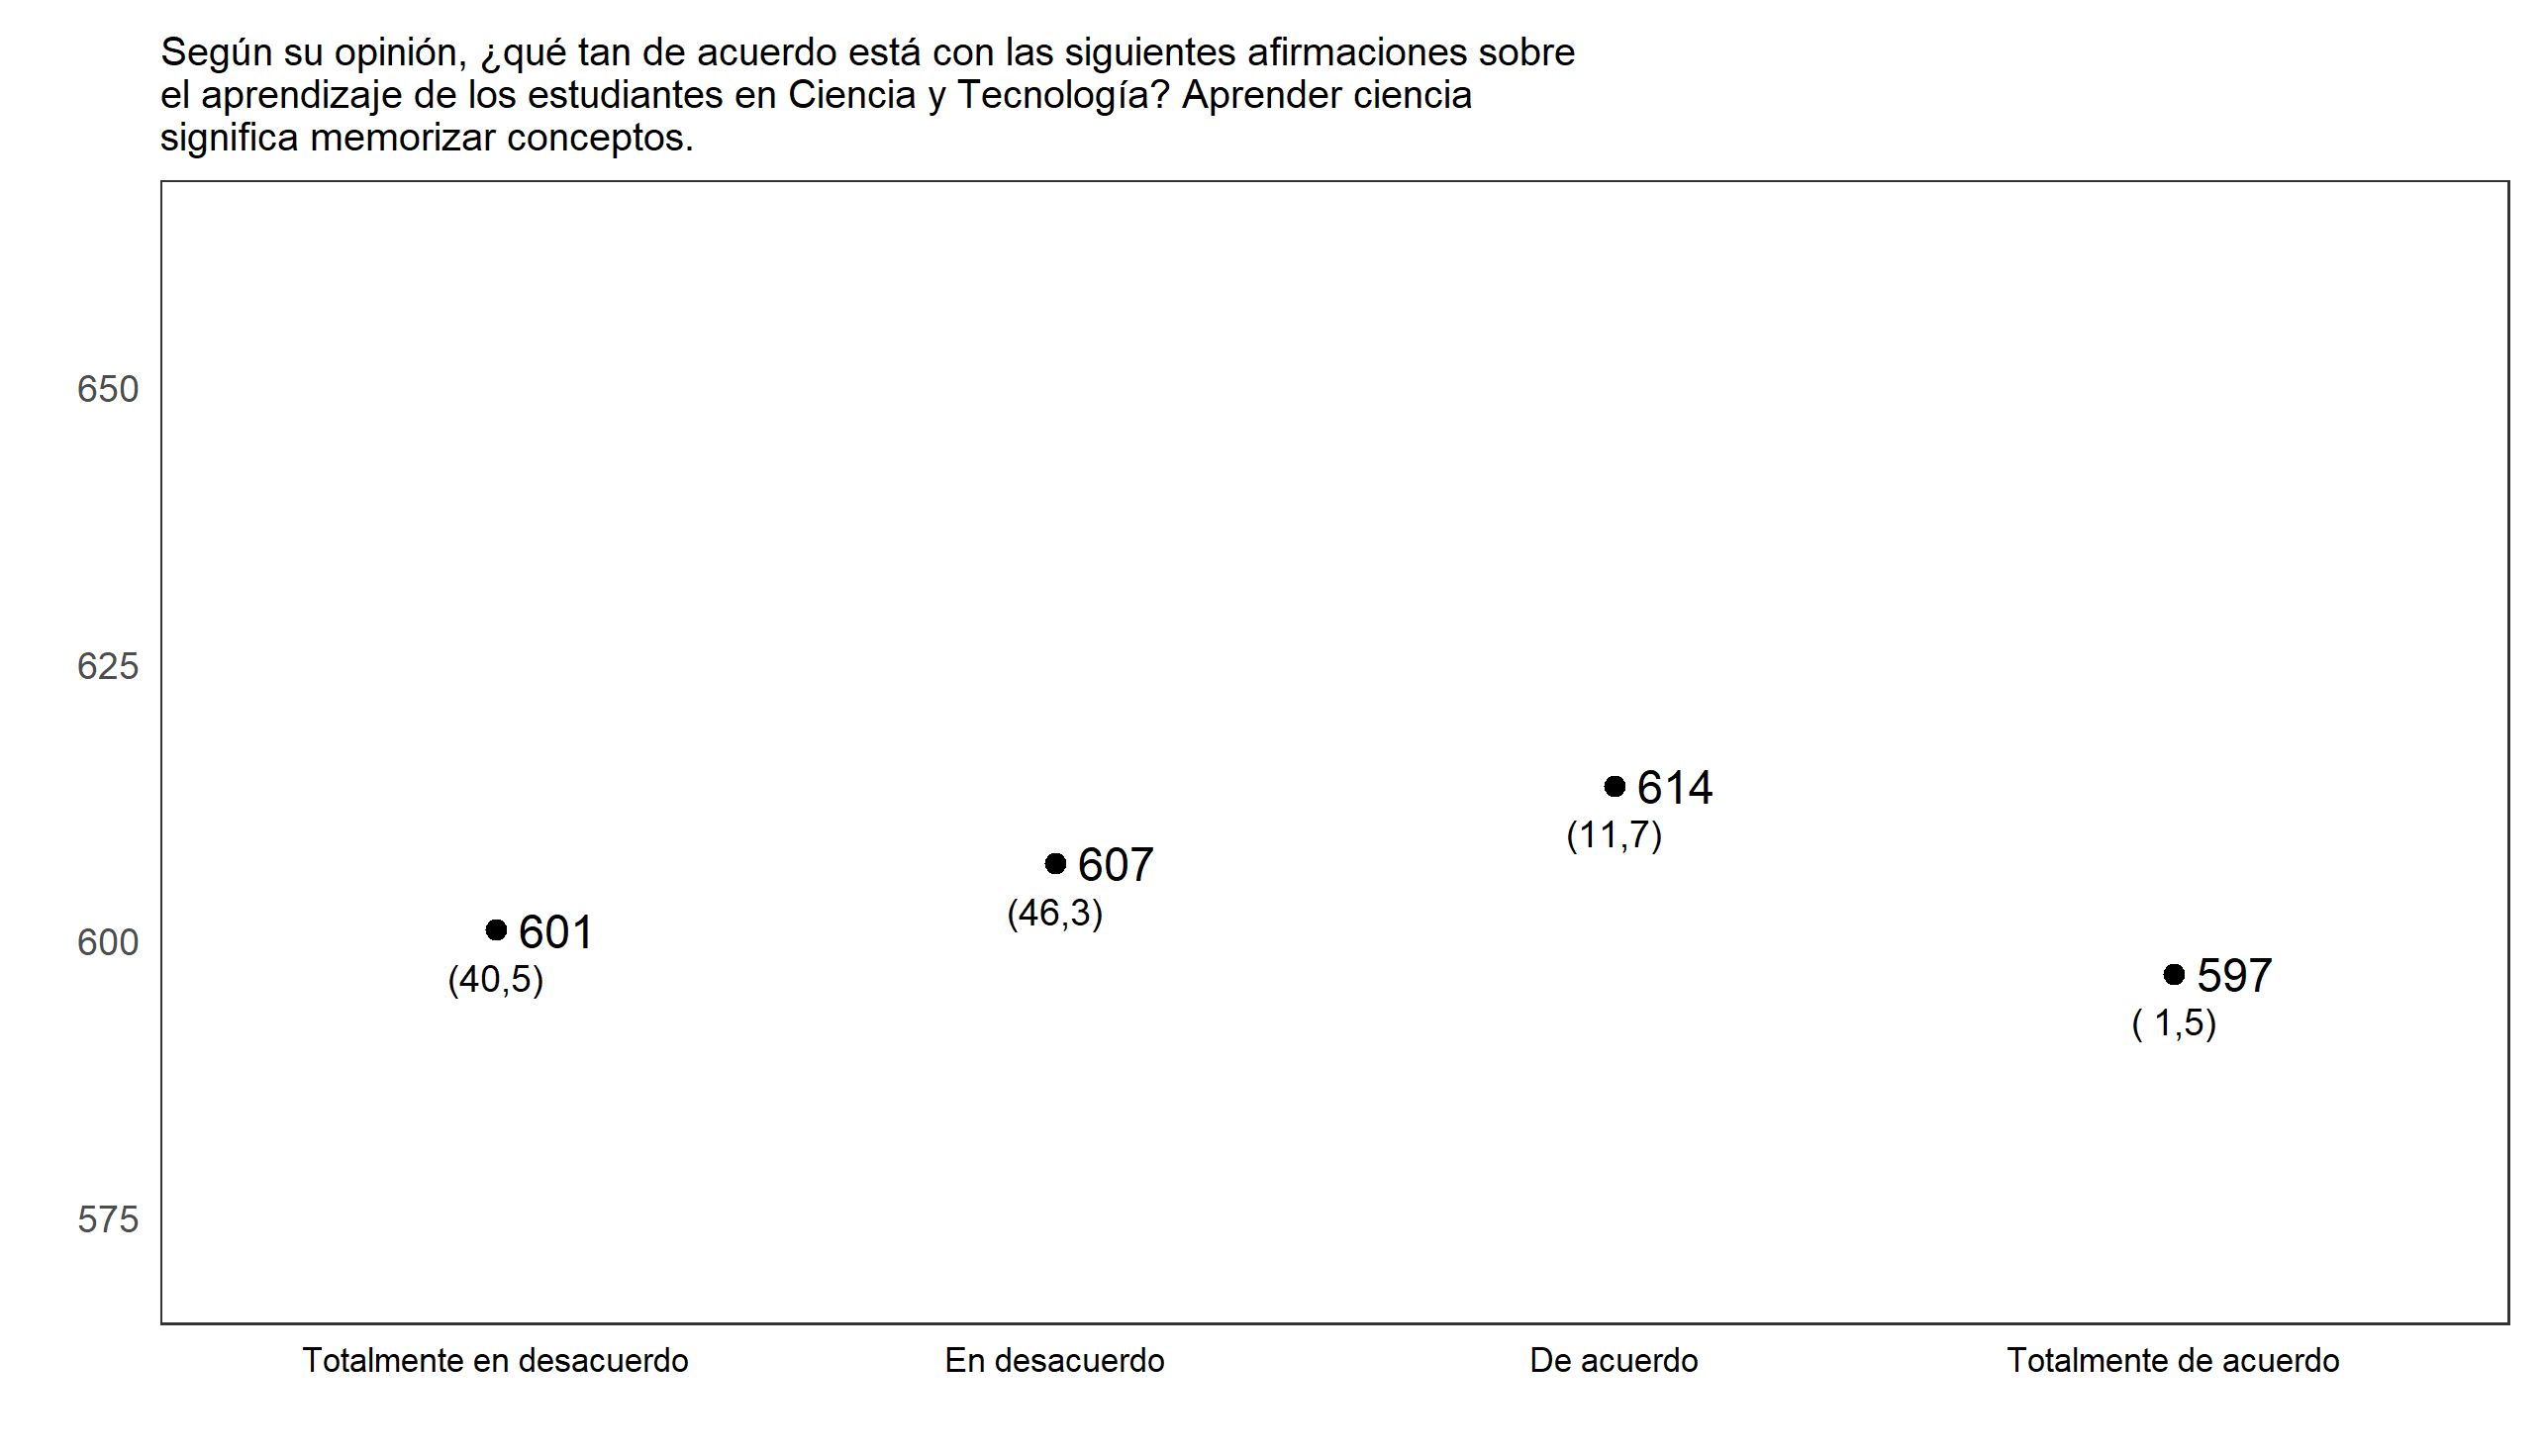 Según su opinión, ¿qué tan de acuerdo está con las siguientes afirmaciones sobre
el aprendizaje de los estudiantes en Ciencia y Tecnología? Aprender ciencia
significa memorizar conceptos.
650
625
600
575
614
(11,7)
607
(46,3)
601
(40,5)
597
( 1,5)
Totalmente en desacuerdo
En desacuerdo
De acuerdo
Totalmente de acuerdo